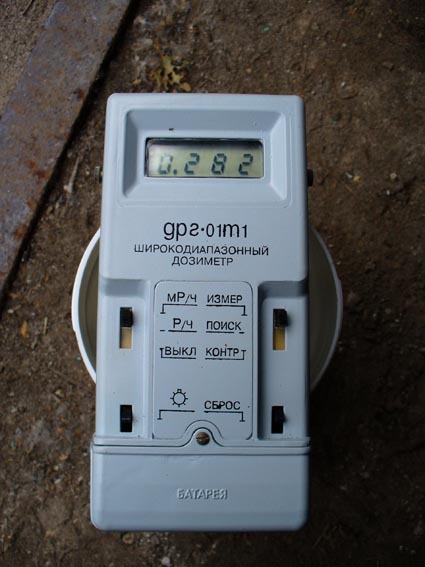 0.282
дрг·01т1
ШИРОКОДИАПАЗОННЫЙ
ДОЗИМЕТР
мР/ч ИЗМЕР
Р/ч ПОИСК
ВЫКЛ КОНТР
СБРОС
БАТАРЕЯ